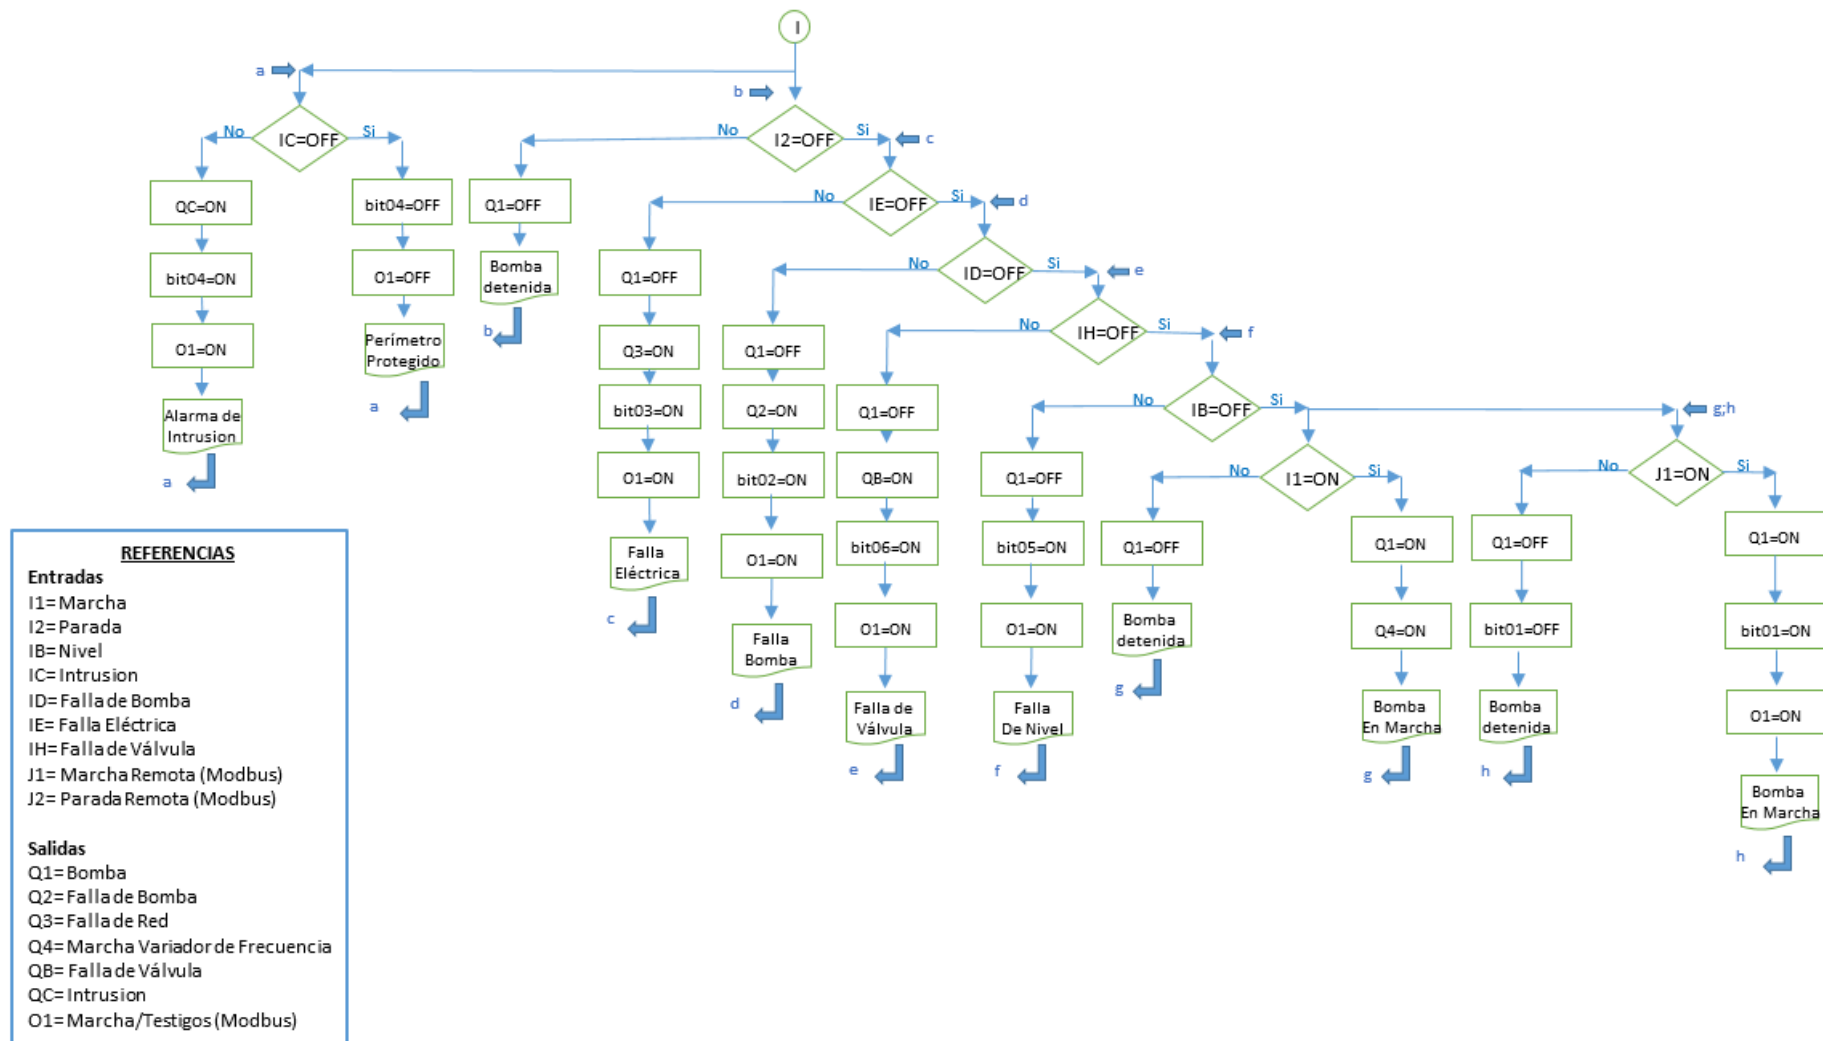 I
a
b
No
IC=OFF
Si
No
I2=OFF
Si
c
QC=ON
bit04=OFF
Q1=OFF
No
IE=OFF
Si
d
bit04=ON
O1=OFF
Bomba
detenida
Q1=OFF
No
ID=OFF
Si
e
O1=ON
Perímetro
Protegido
b
Q3=ON
Q1=OFF
No
IH=OFF
Si
f
Alarma de
Intrusion
a
bit03=ON
Q2=ON
Q1=OFF
No
IB=OFF
Si
g;h
a
O1=ON
bit02=ON
QB=ON
Q1=OFF
No
I1=ON
Si
No
J1=ON
Si
Falla
Eléctrica
O1=ON
bit06=ON
bit05=ON
Q1=OFF
Q1=ON
Q1=OFF
Q1=ON
c
Falla
Bomba
O1=ON
O1=ON
Bomba
detenida
Q4=ON
bit01=OFF
bit01=ON
d
Falla de
Válvula
Falla
De Nivel
g
Bomba
En Marcha
Bomba
detenida
O1=ON
e
f
g
h
Bomba
En Marcha
h
REFERENCIAS
Entradas
I1= Marcha
I2= Parada
IB= Nivel
IC= Intrusion
ID= Falla de Bomba
IE= Falla Eléctrica
IH= Falla de Válvula
J1= Marcha Remota (Modbus)
J2= Parada Remota (Modbus)
Salidas
Q1= Bomba
Q2= Falla de Bomba
Q3= Falla de Red
Q4= Marcha Variador de Frecuencia
QB= Falla de Válvula
QC= Intrusion
O1= Marcha/Testigos (Modbus)